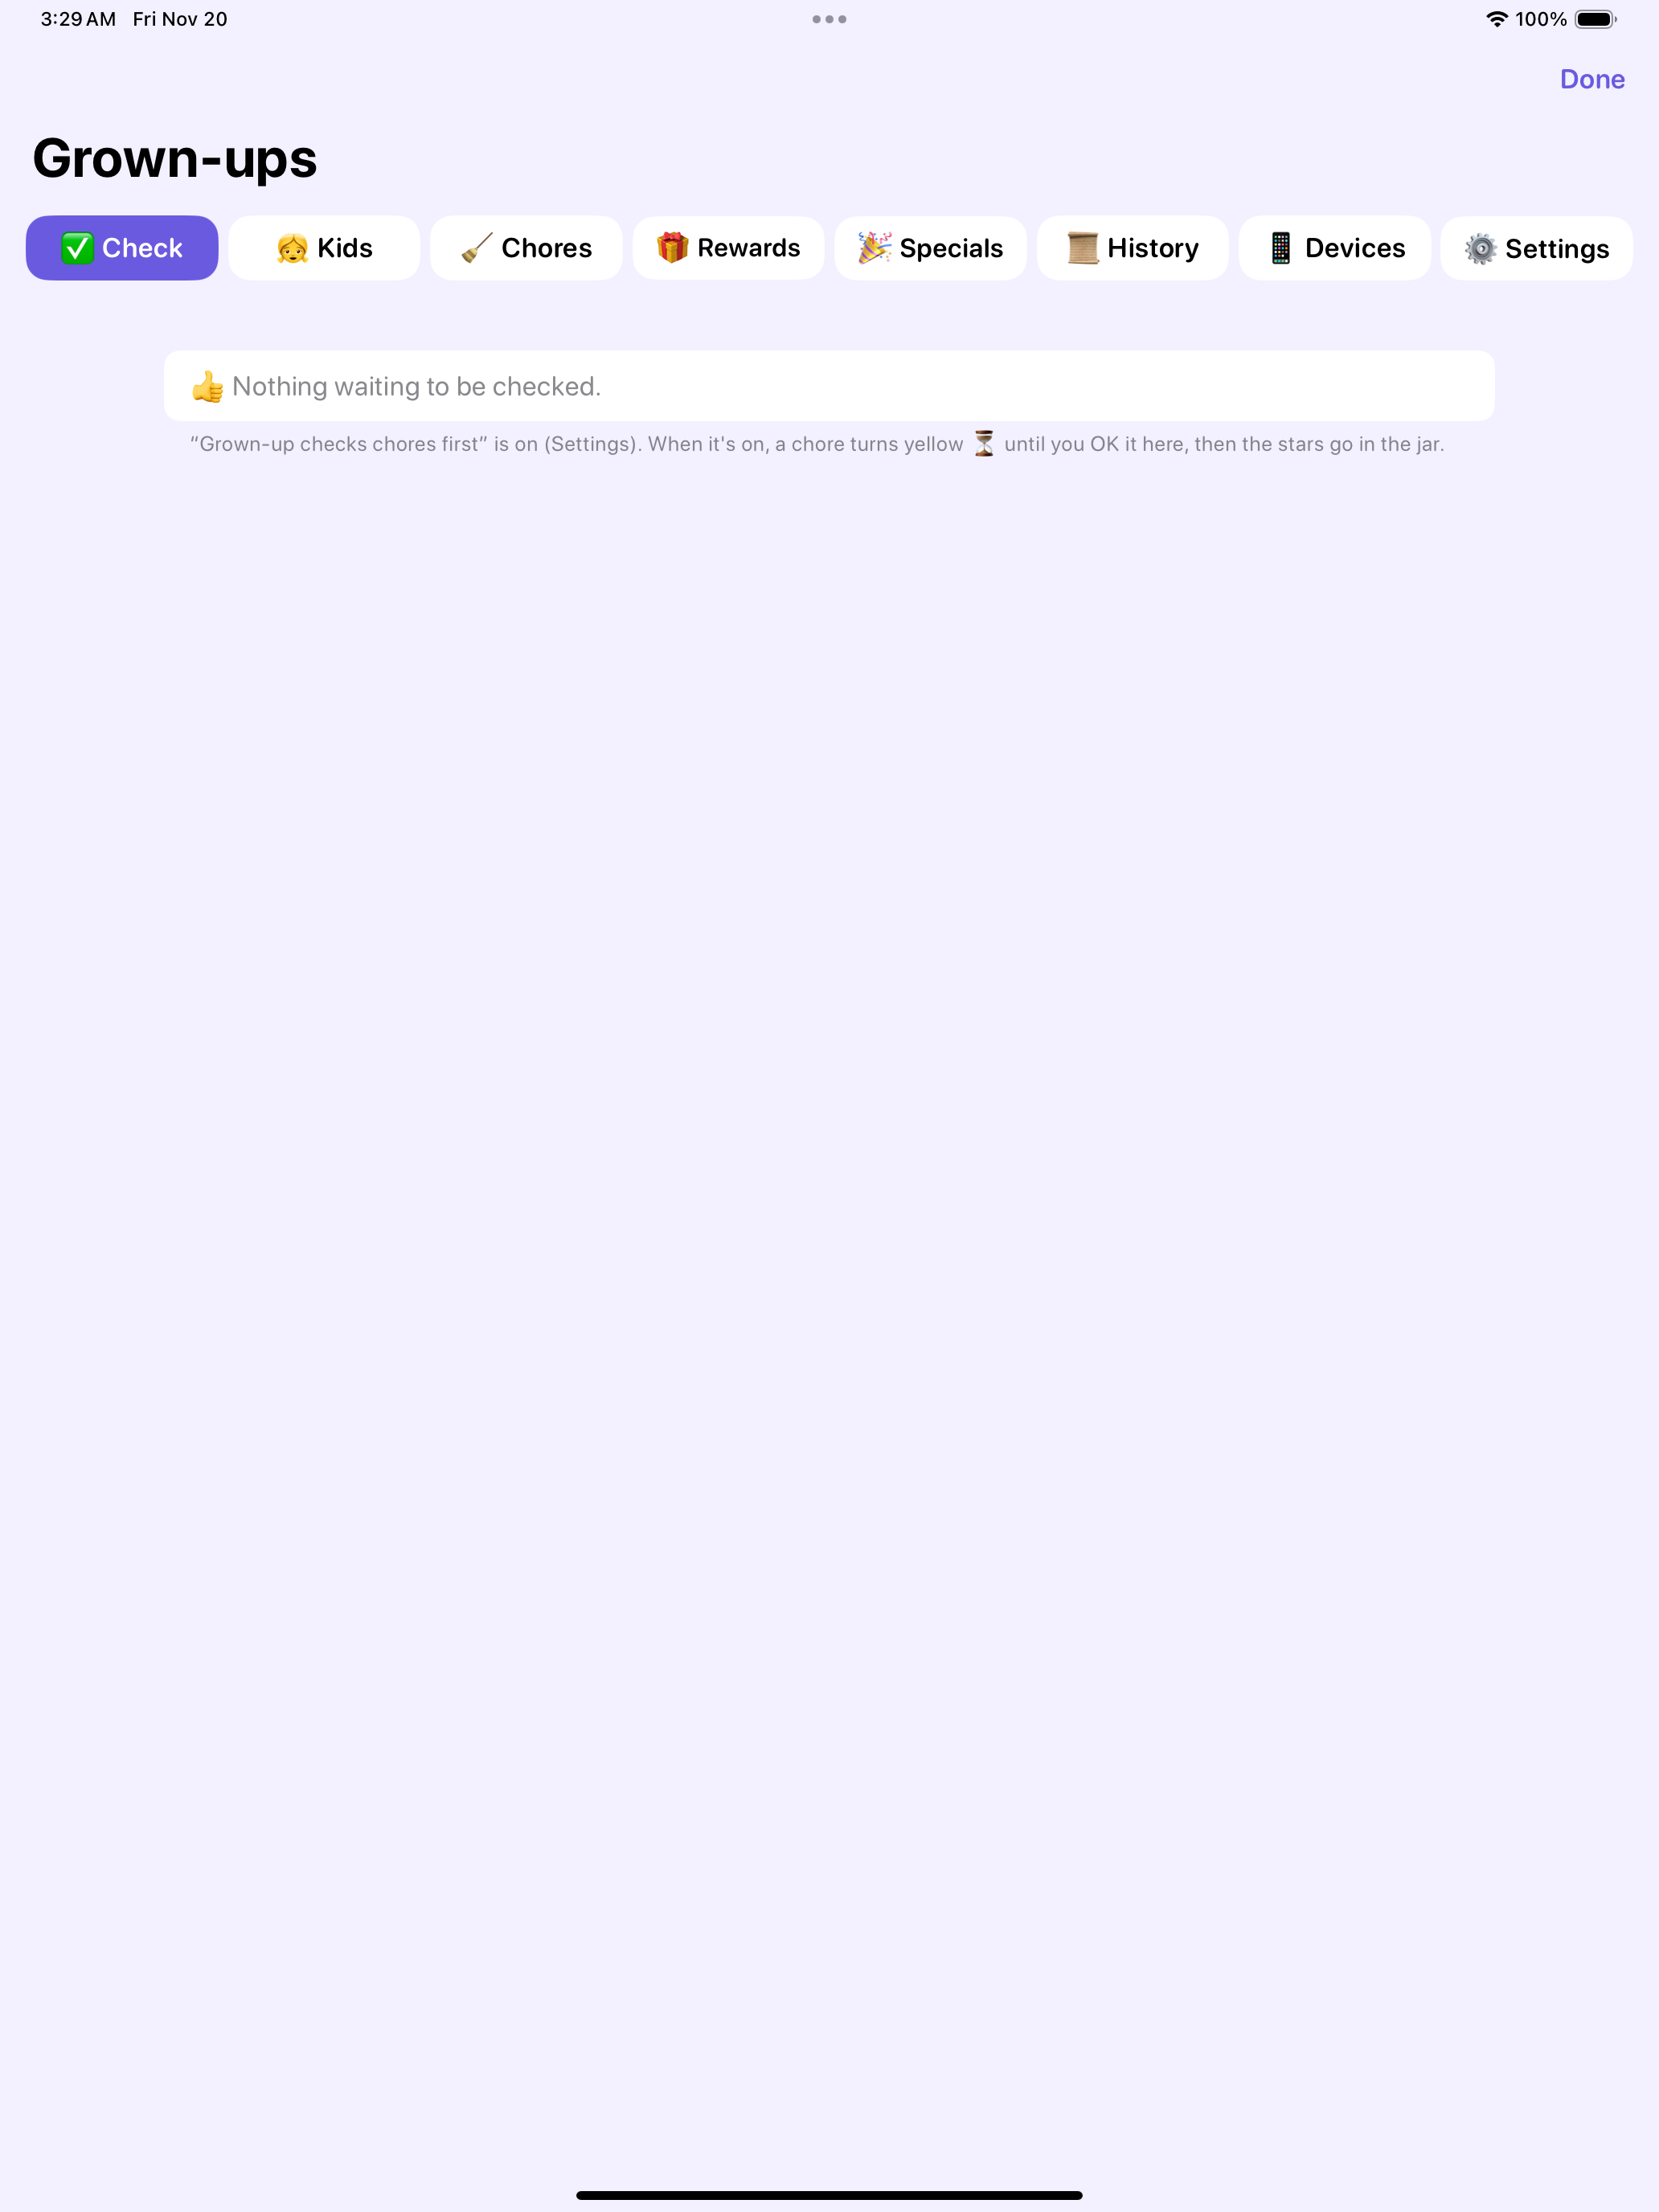 3:29 AM Fri Nov 20
100%
Done
Grown-ups
✅ Check
👧 Kids
🧹 Chores
🎁 Rewards
🎉 Specials
📜 History
📱 Devices
⚙️ Settings
👍 Nothing waiting to be checked.
“Grown-up checks chores first” is on (Settings). When it's on, a chore turns yellow ⏳ until you OK it here, then the stars go in the jar.